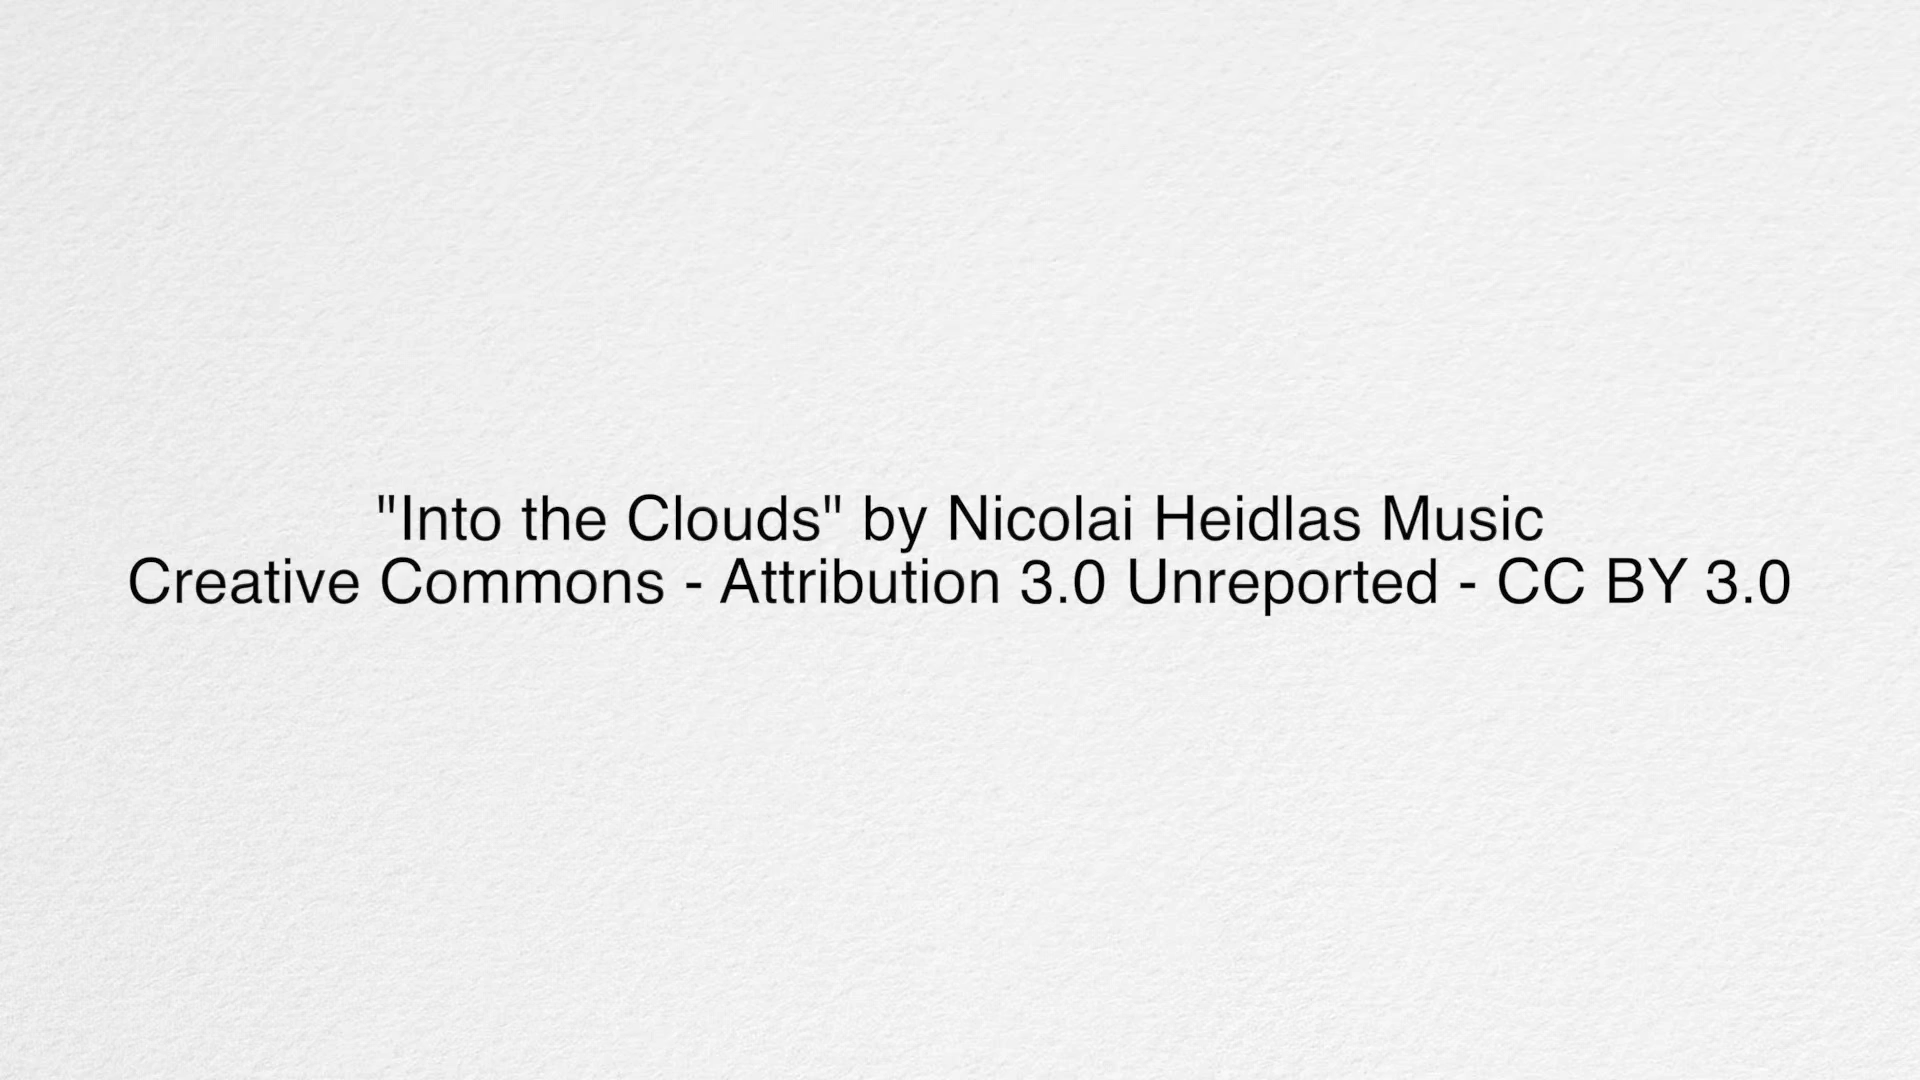 "Into the Clouds" by Nicolai Heidlas Music
Creative Commons - Attribution 3.0 Unreported - CC BY 3.0